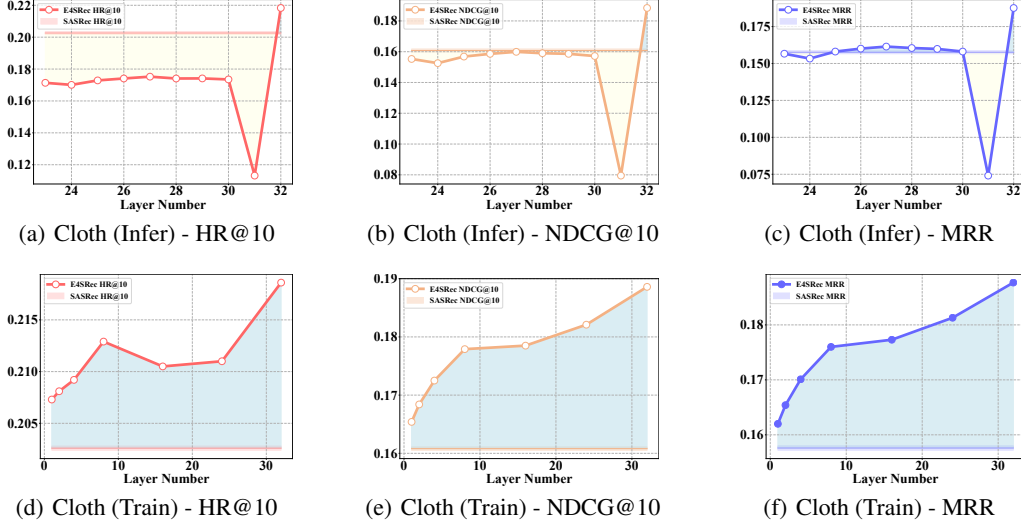 0.22
0.20
0.18
0.16
0.14
0.12
E4SRec HR@10
SASRec HR@10
24 26 28 30 32
Layer Number
(a) Cloth (Infer) - HR@10
0.18
0.16
0.14
0.12
0.10
0.08
E4SRec NDCG@10
SASRec NDCG@10
24 26 28 30 32
Layer Number
(b) Cloth (Infer) - NDCG@10
0.175
0.150
0.125
0.100
0.075
E4SRec MRR
SASRec MRR
24 26 28 30 32
Layer Number
(c) Cloth (Infer) - MRR
0.215
0.210
0.205
E4SRec HR@10
SASRec HR@10
0 10 20 30
Layer Number
(d) Cloth (Train) - HR@10
0.19
0.18
0.17
0.16
E4SRec NDCG@10
SASRec NDCG@10
0 10 20 30
Layer Number
(e) Cloth (Train) - NDCG@10
0.18
0.17
0.16
E4SRec MRR
SASRec MRR
0 10 20 30
Layer Number
(f) Cloth (Train) - MRR